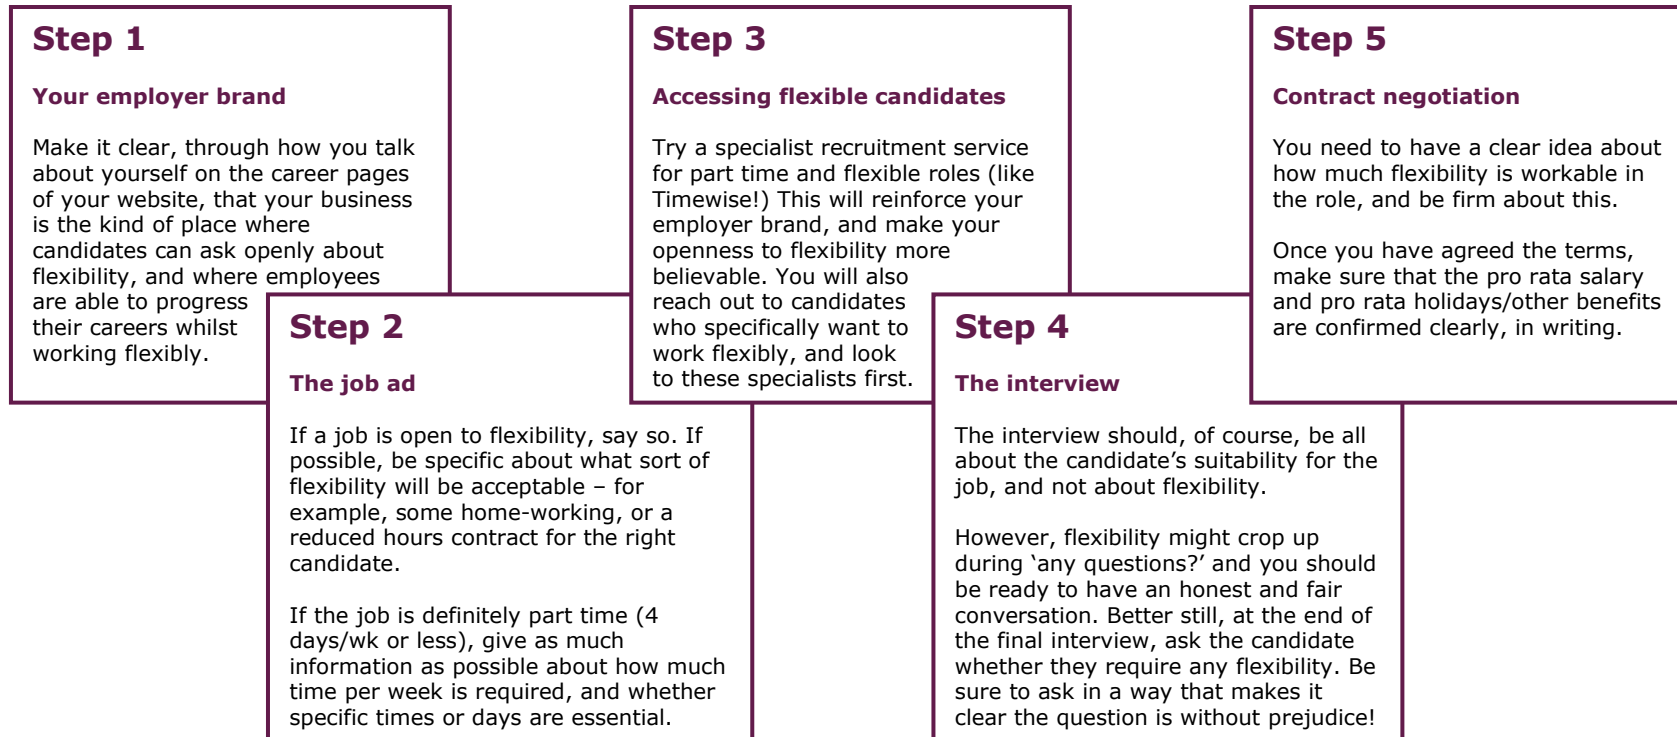 Step 1
Your employer brand
Make it clear, through how you talk
about yourself on the career pages
of your website, that your business
is the kind of place where
candidates can ask openly about
flexibility, and where employees
are able to progress
their careers whilst
working flexibly.
Step 2
The job ad
If a job is open to flexibility, say so. If
possible, be specific about what sort of
flexibility will be acceptable – for
example, some home-working, or a
reduced hours contract for the right
candidate.
If the job is definitely part time (4
days/wk or less), give as much
information as possible about how much
time per week is required, and whether
specific times or days are essential.
Step 3
Accessing flexible candidates
Try a specialist recruitment service
for part time and flexible roles (like
Timewise!) This will reinforce your
employer brand, and make your
openness to flexibility more
believable. You will also
reach out to candidates
who specifically want to
work flexibly, and look
to these specialists first.
Step 4
The interview
The interview should, of course, be all
about the candidate’s suitability for the
job, and not about flexibility.
However, flexibility might crop up
during ‘any questions?’ and you should
be ready to have an honest and fair
conversation. Better still, at the end of
the final interview, ask the candidate
whether they require any flexibility. Be
sure to ask in a way that makes it
clear the question is without prejudice!
Step 5
Contract negotiation
You need to have a clear idea about
how much flexibility is workable in
the role, and be firm about this.
Once you have agreed the terms,
make sure that the pro rata salary
and pro rata holidays/other benefits
are confirmed clearly, in writing.